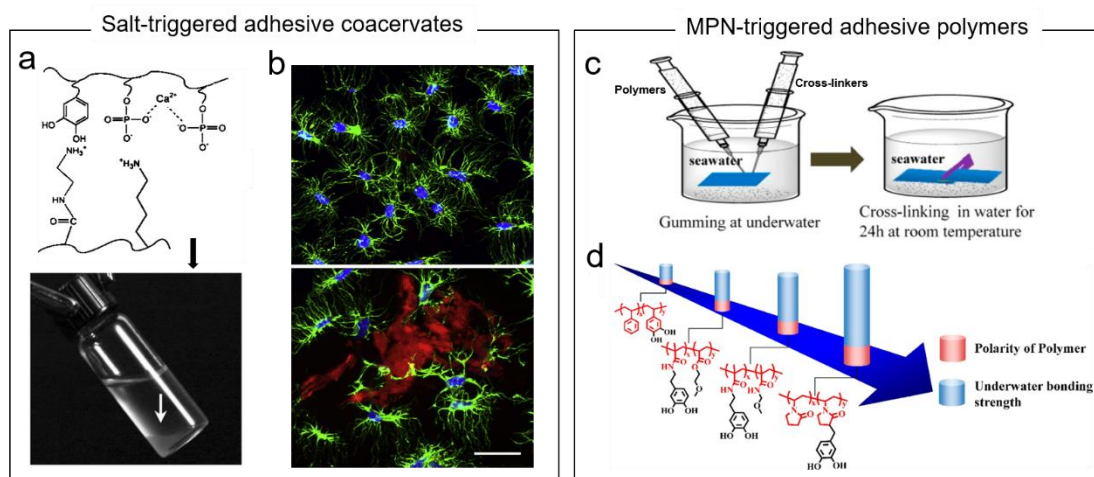 Salt-triggered adhesive coacervates
MPN-triggered adhesive polymers
a
HO
OH
NH₃⁺
NH
O=C
O=P-O⁻
O⁻
Ca²⁺
⁻O-P=O
O⁻
⁺H₃N
b
c
Polymers
Cross-linkers
seawater
seawater
Gumming at underwater
Cross-linking in water for
24h at room temperature
d
x
y
OH
OH
x
y
O
HN
O
O
O
HO
OH
x
y
O
HN
O
HN
O
HO
OH
x
y
N
O
N
O
HO
OH
Polarity of Polymer
Underwater bonding
strength